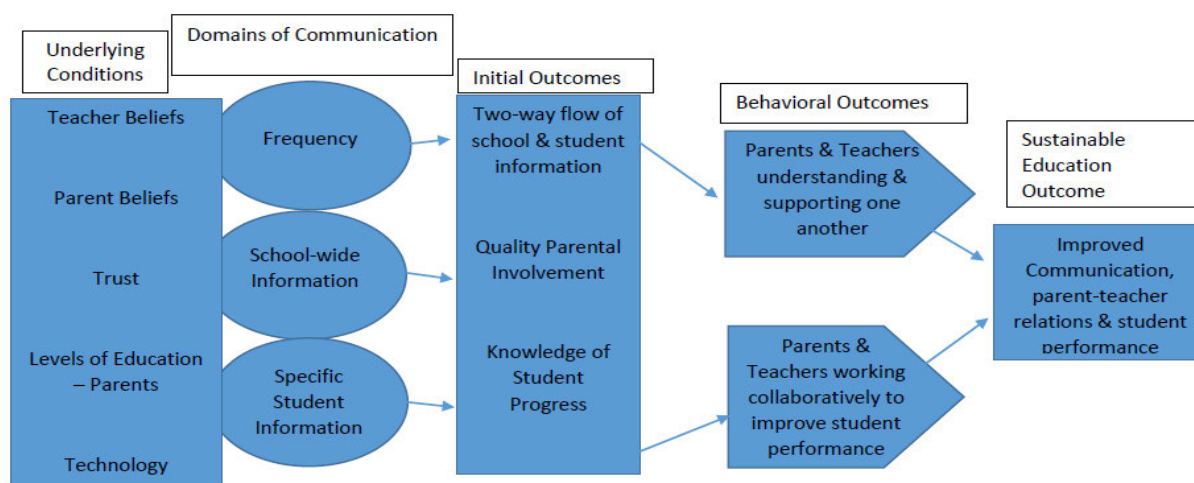 Underlying
Conditions
Teacher Beliefs
Parent Beliefs
Trust
Levels of Education
– Parents
Technology
Domains of Communication
Frequency
School-wide
Information
Specific
Student
Information
Initial Outcomes
Two-way flow of
school & student
information
Quality Parental
Involvement
Knowledge of
Student
Progress
Behavioral Outcomes
Parents & Teachers
understanding &
supporting one
another
Parents &
Teachers working
collaboratively to
improve student
performance
Sustainable
Education
Outcome
Improved
Communication,
parent-teacher
relations & student
performance